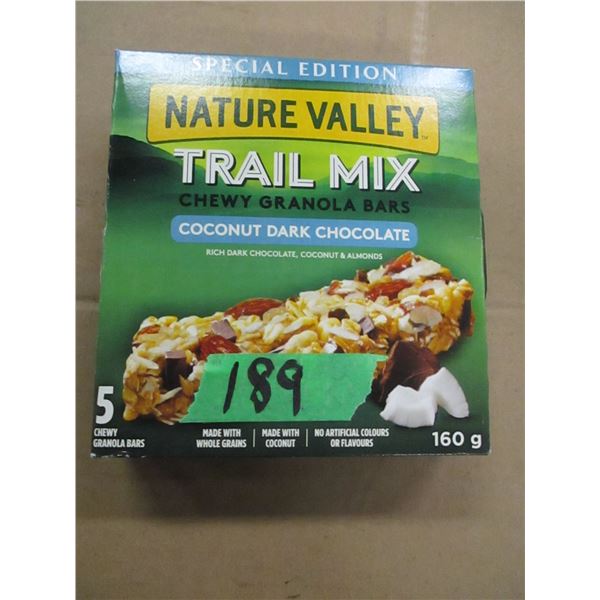 SPECIAL EDITION
NATURE VALLEY™
TRAIL MIX
CHEWY GRANOLA BARS
COCONUT DARK CHOCOLATE
RICH DARK CHOCOLATE, COCONUT & ALMONDS
189
5
CHEWY
GRANOLA BARS
MADE WITH
WHOLE GRAINS
MADE WITH
COCONUT
NO ARTIFICIAL COLOURS
OR FLAVOURS
160 g